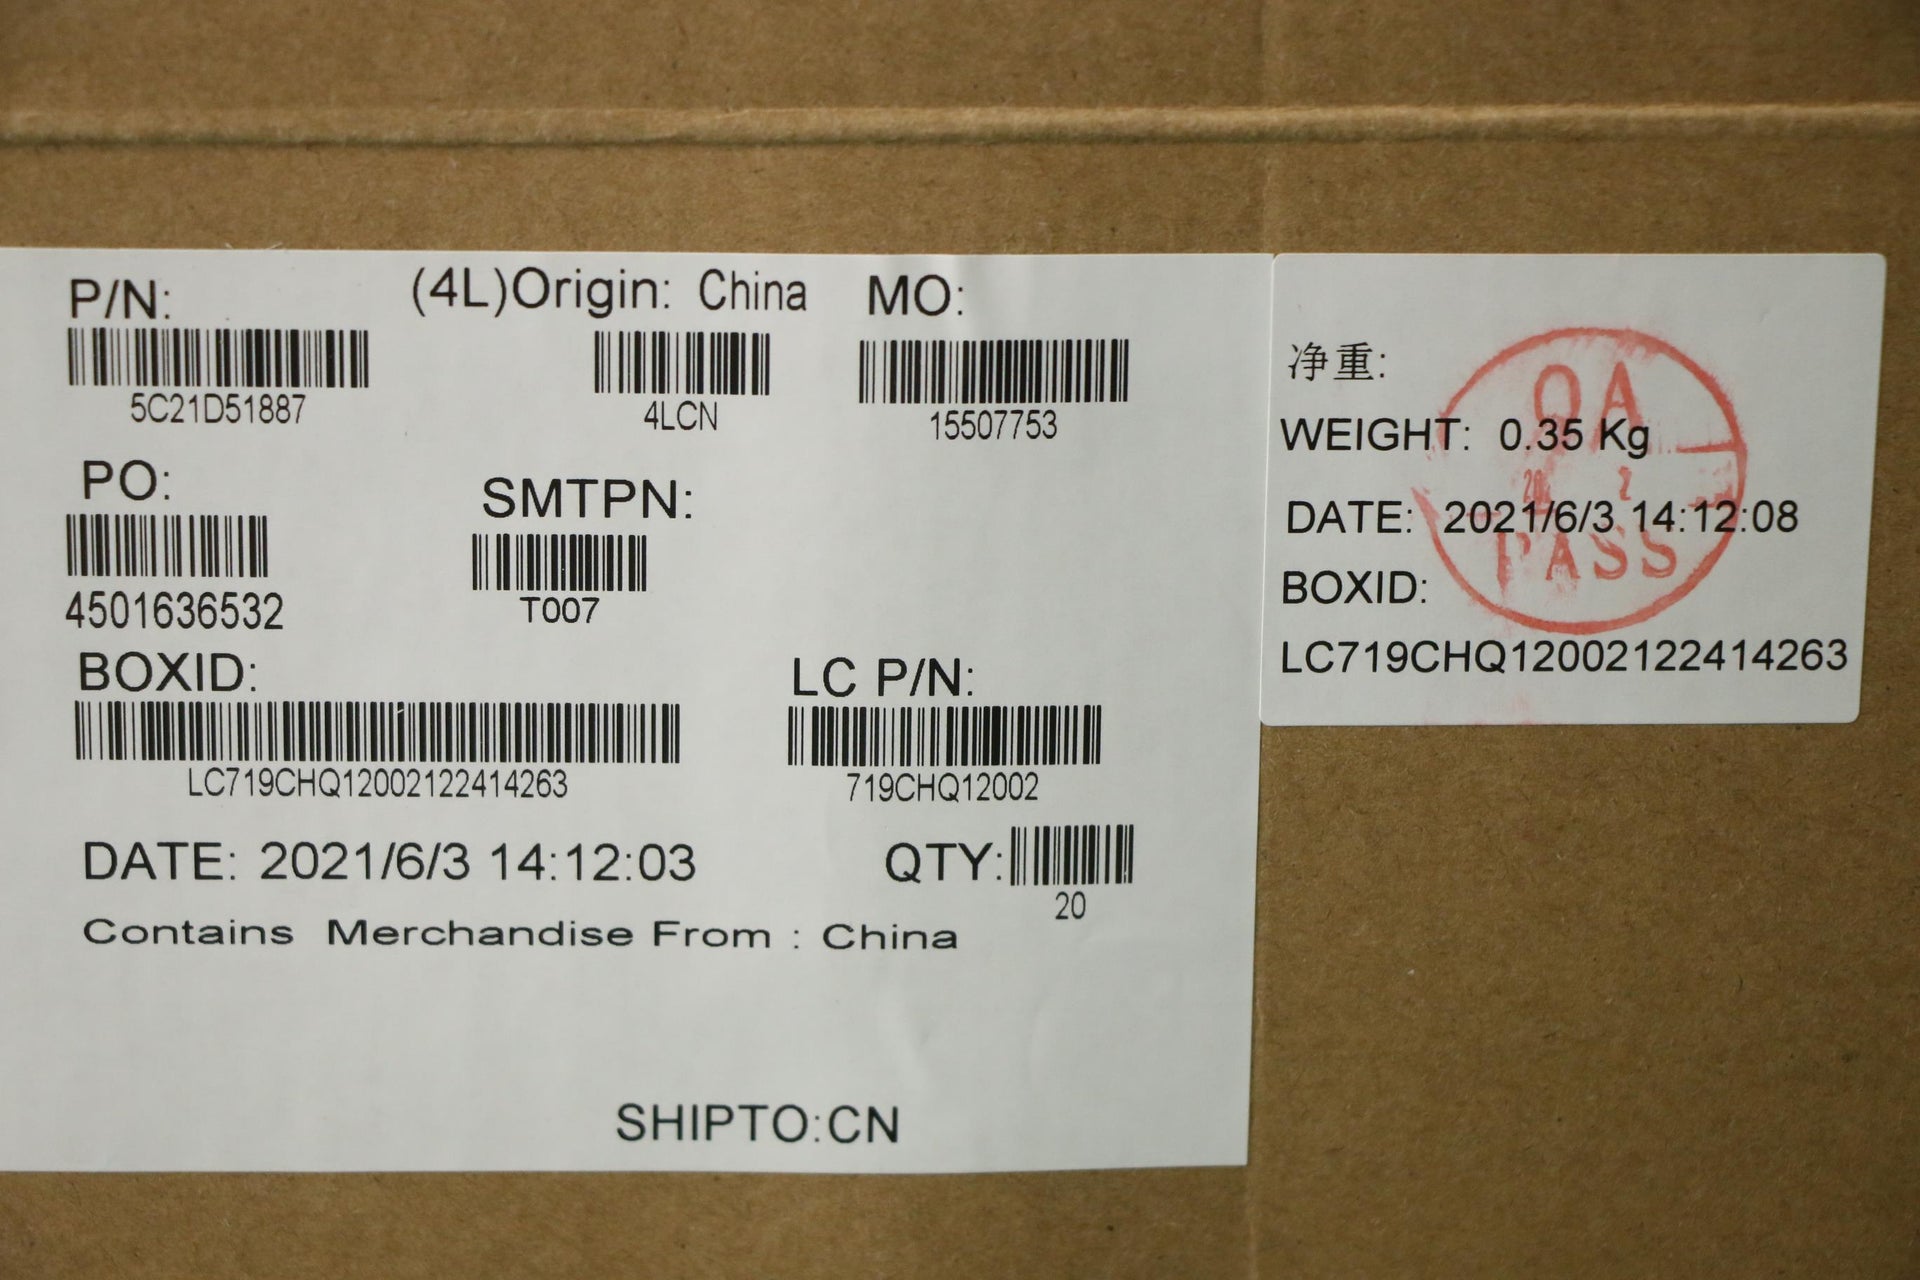 P/N: (4L)Origin: China MO:
5C21D51887 4LCN 15507753
PO: SMTPN:
4501636532 T007
BOXID: LC P/N:
LC719CHQ12002122414263 719CHQ12002
DATE: 2021/6/3 14:12:03 QTY:
20
Contains Merchandise From : China
SHIPTO:CN
净重:
WEIGHT: 0.35 Kg
DATE: 2021/6/3 14:12:08
BOXID:
LC719CHQ12002122414263
QA
PASS